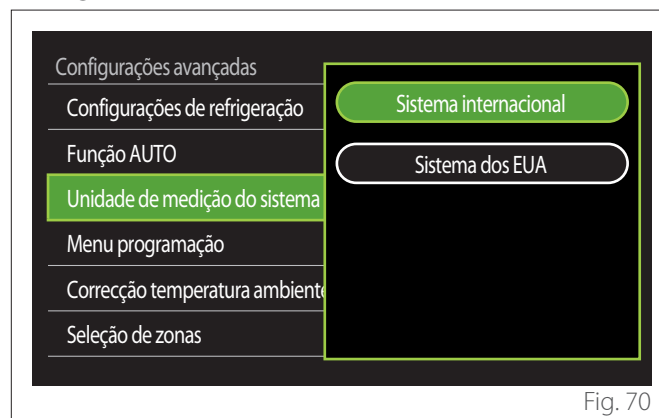 Configurações avançadas
Configurações de refrigeração
Função AUTO
Unidade de medição do sistema
Menu programação
Correcção temperatura ambiente
Seleção de zonas
Sistema internacional
Sistema dos EUA
Fig. 70